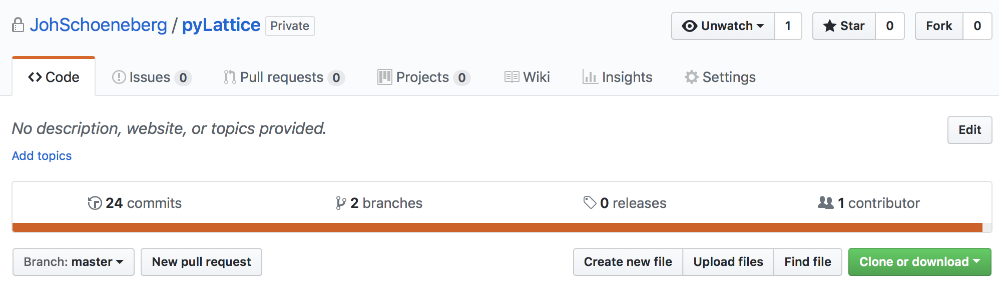 JohSchoeneberg / pyLattice Private Unwatch 1 Star 0 Fork 0
Code Issues 0 Pull requests 0 Projects 0 Wiki Insights Settings
No description, website, or topics provided. Edit
Add topics
24 commits 2 branches 0 releases 1 contributor
Branch: master New pull request Create new file Upload files Find file Clone or download